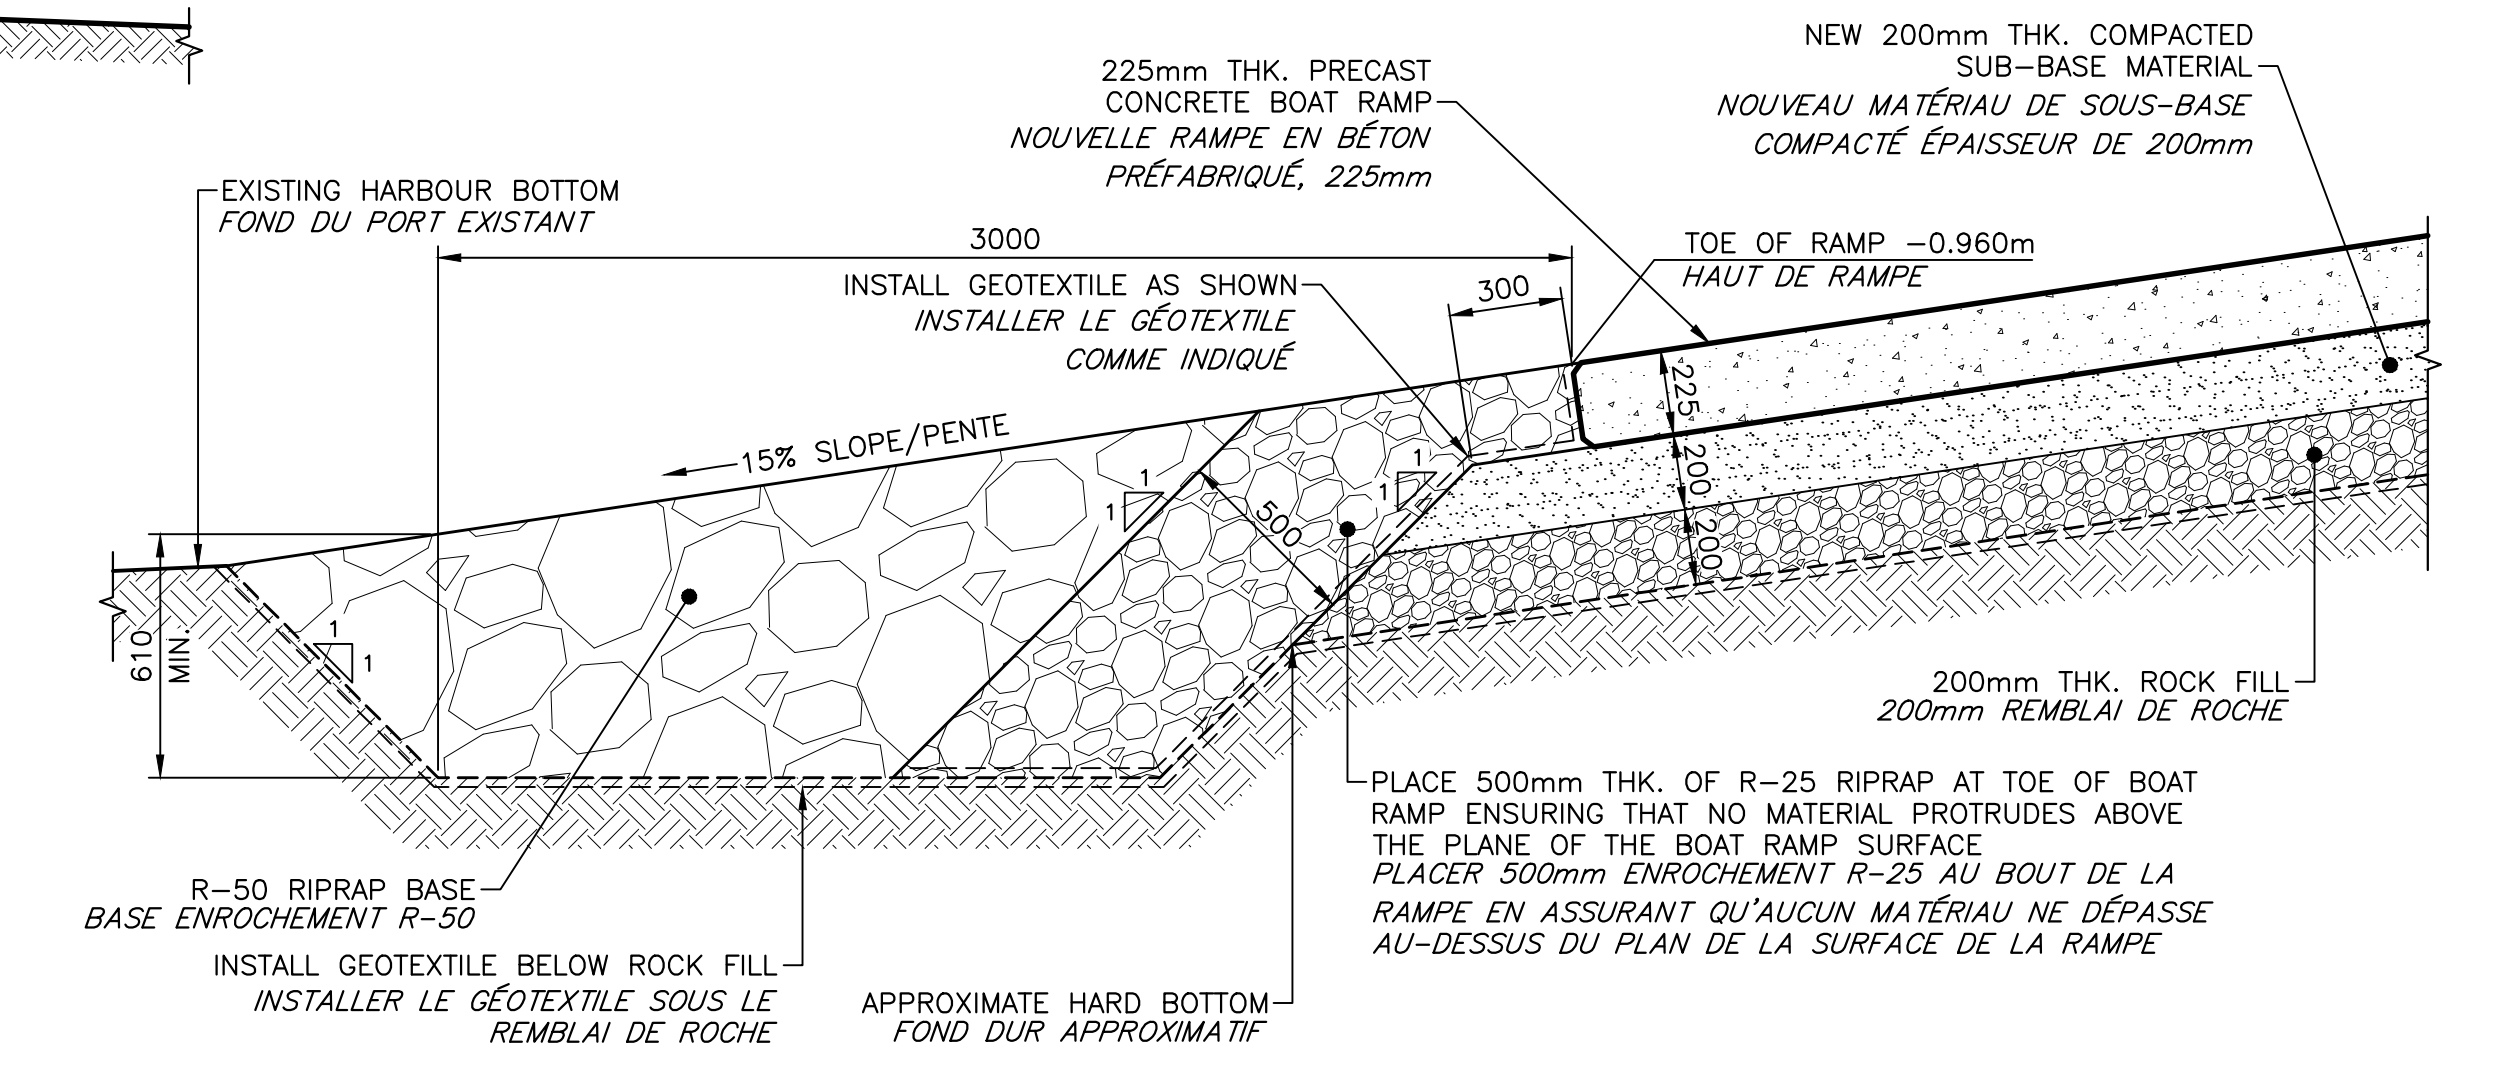 NEW 200mm THK. COMPACTED
SUB-BASE MATERIAL
NOUVEAU MATÉRIAU DE SOUS-BASE
COMPACTÉ ÉPAISSEUR DE 200mm
225mm THK. PRECAST
CONCRETE BOAT RAMP
NOUVELLE RAMPE EN BÉTON
PRÉFABRIQUÉ, 225mm
EXISTING HARBOUR BOTTOM
FOND DU PORT EXISTANT
3000
TOE OF RAMP -0.960m
HAUT DE RAMPE
INSTALL GEOTEXTILE AS SHOWN
INSTALLER LE GÉOTEXTILE
COMME INDIQUÉ
300
15% SLOPE/PENTE
225
200
200
1
1
1
1
500
1
1
610
MIN.
200mm THK. ROCK FILL
200mm REMBLAI DE ROCHE
PLACE 500mm THK. OF R-25 RIPRAP AT TOE OF BOAT
RAMP ENSURING THAT NO MATERIAL PROTRUDES ABOVE
THE PLANE OF THE BOAT RAMP SURFACE
PLACER 500mm ENROCHEMENT R-25 AU BOUT DE LA
RAMPE EN ASSURANT QU'AUCUN MATÉRIAU NE DÉPASSE
AU-DESSUS DU PLAN DE LA SURFACE DE LA RAMPE
R-50 RIPRAP BASE
BASE ENROCHEMENT R-50
INSTALL GEOTEXTILE BELOW ROCK FILL
INSTALLER LE GÉOTEXTILE SOUS LE
REMBLAI DE ROCHE
APPROXIMATE HARD BOTTOM
FOND DUR APPROXIMATIF